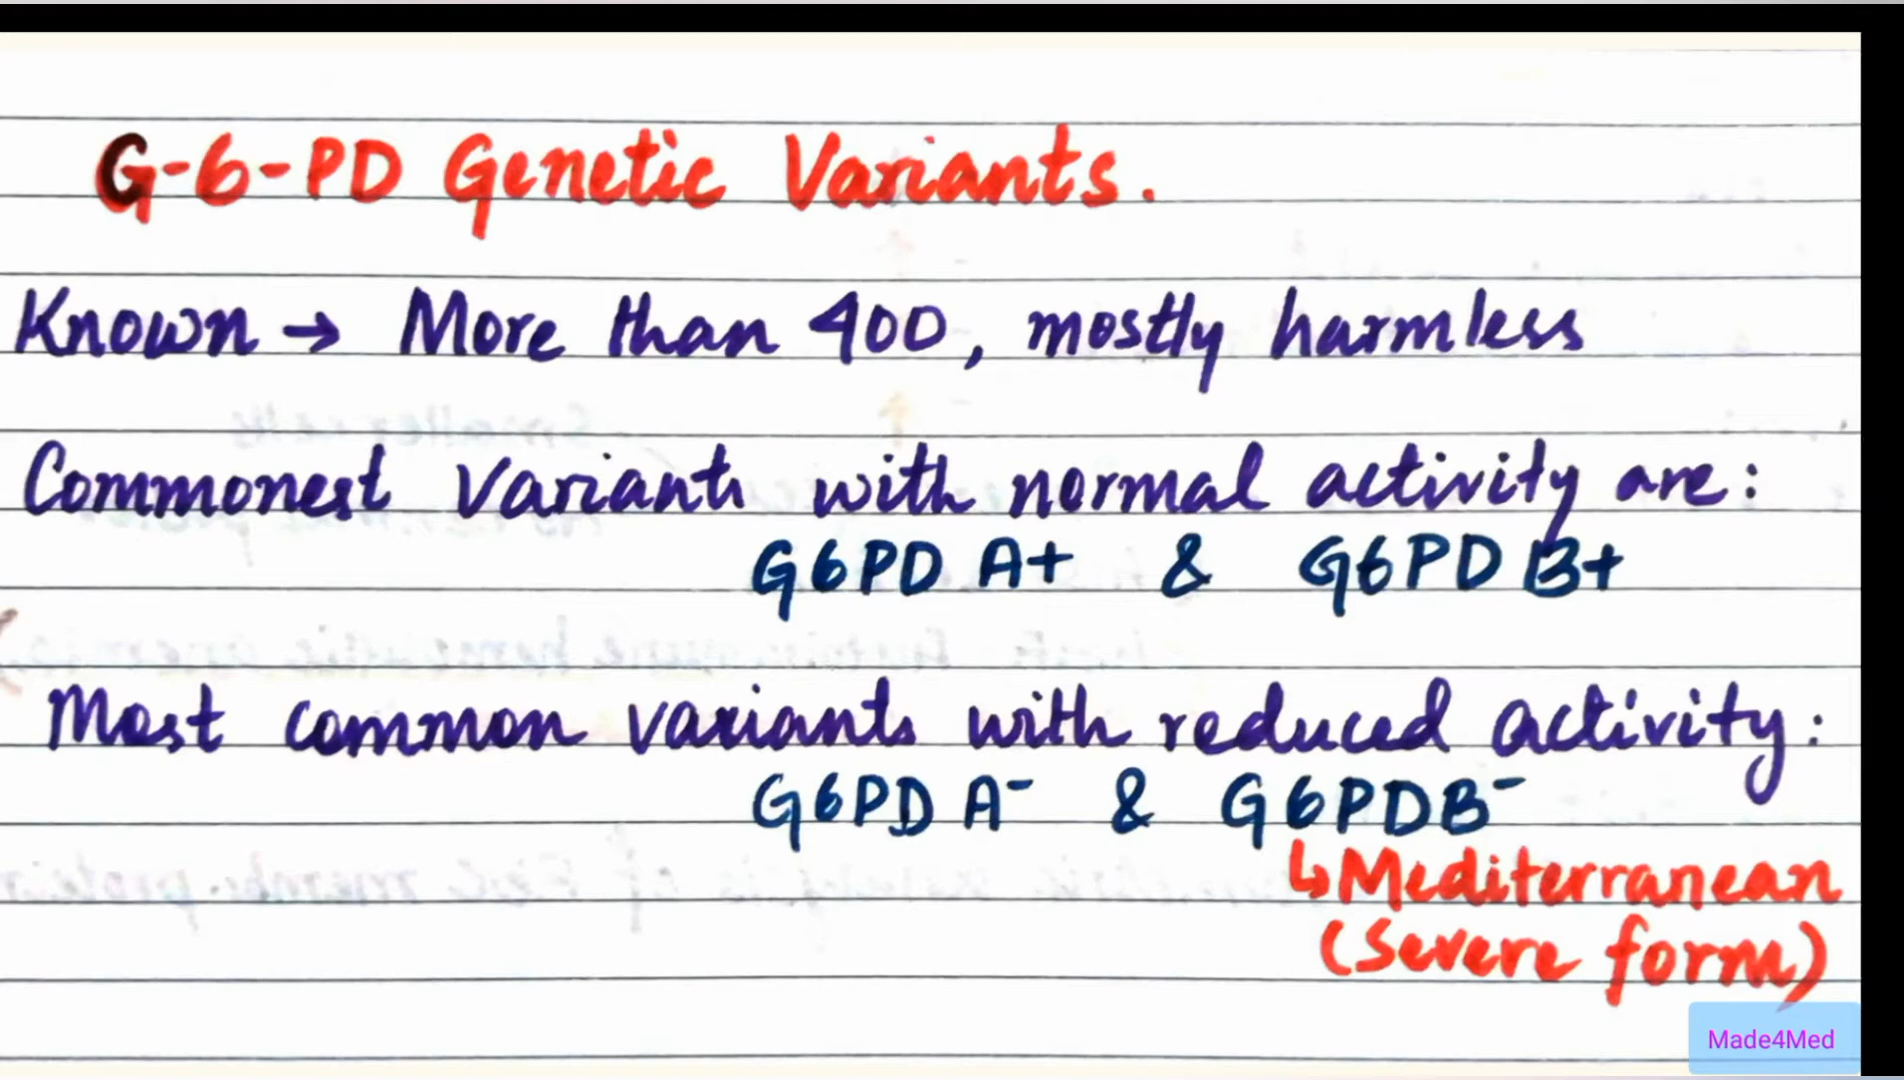 G-6-PD Genetic Variants.
Known → More than 400, mostly harmless
Commonest variants with normal activity are:
G6PD A+ & G6PD B+
Most common variants with reduced activity:
G6PD A⁻ & G6PDB⁻
↳Mediterranean
(Severe form)
Made4Med